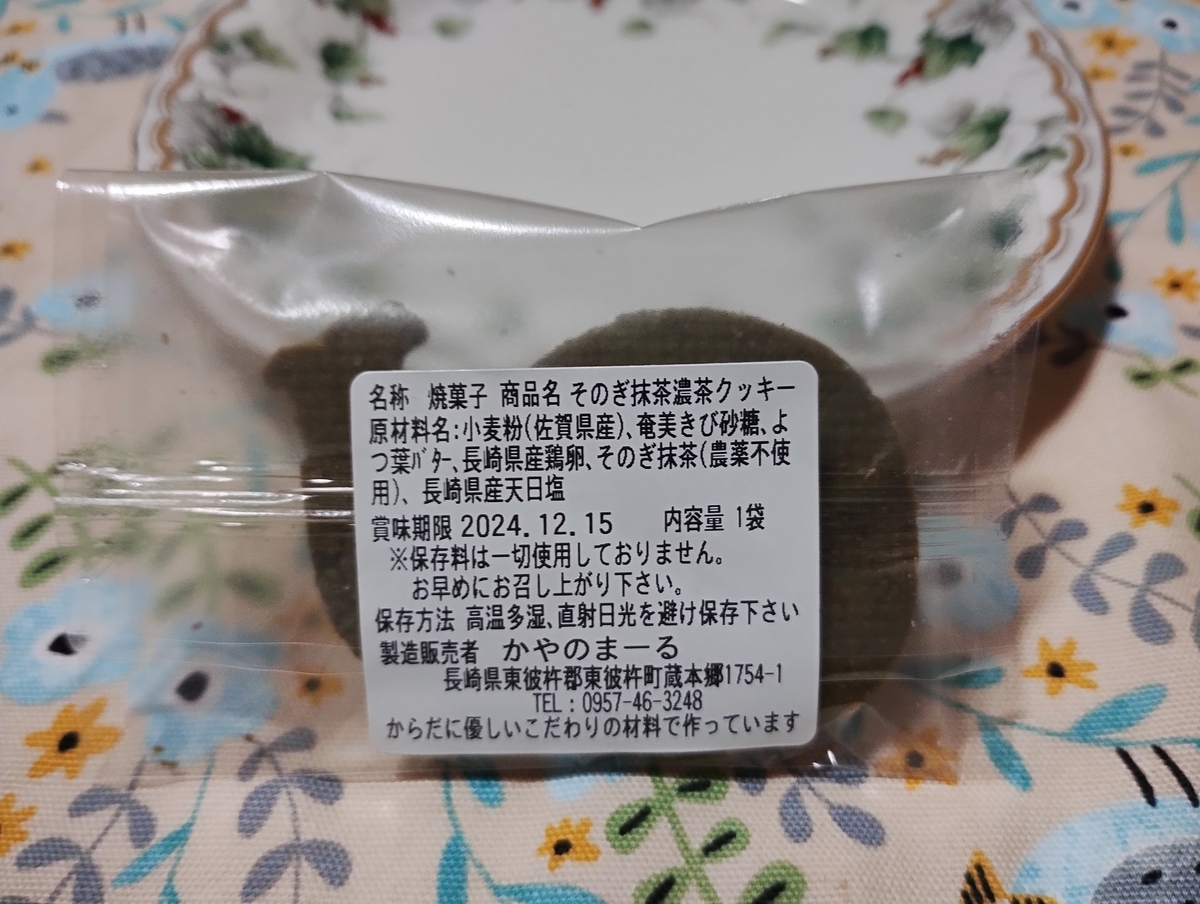 名称　焼菓子 商品名 そのぎ抹茶濃茶クッキー
原材料名:小麦粉(佐賀県産)、奄美きび砂糖、よ
つ葉ﾊﾞﾀｰ、長崎県産鶏卵、そのぎ抹茶(農薬不使
用)、長崎県産天日塩
賞味期限 2024.12.15　内容量 1袋
※保存料は一切使用しておりません。
お早めにお召し上がり下さい。
保存方法 高温多湿、直射日光を避け保存下さい
製造販売者　かやのまーる
長崎県東彼杵郡東彼杵町蔵本郷1754-1
TEL：0957-46-3248
からだに優しいこだわりの材料で作っています